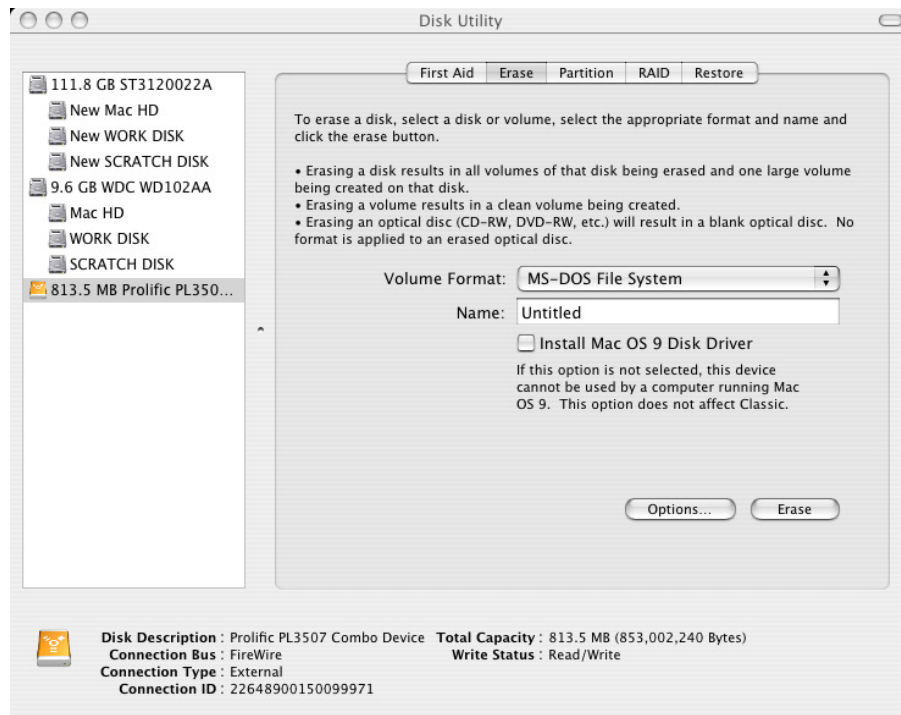 Disk Utility
111.8 GB ST3120022A
New Mac HD
New WORK DISK
New SCRATCH DISK
9.6 GB WDC WD102AA
Mac HD
WORK DISK
SCRATCH DISK
813.5 MB Prolific PL350...
First Aid Erase Partition RAID Restore
To erase a disk, select a disk or volume, select the appropriate format and name and
click the erase button.
• Erasing a disk results in all volumes of that disk being erased and one large volume
being created on that disk.
• Erasing a volume results in a clean volume being created.
• Erasing an optical disc (CD-RW, DVD-RW, etc.) will result in a blank optical disc. No
format is applied to an erased optical disc.
Volume Format: MS-DOS File System
Name: Untitled
Install Mac OS 9 Disk Driver
If this option is not selected, this device
cannot be used by a computer running Mac
OS 9. This option does not affect Classic.
Options... Erase
Disk Description : Prolific PL3507 Combo Device Total Capacity : 813.5 MB (853,002,240 Bytes)
Connection Bus : FireWire Write Status : Read/Write
Connection Type : External
Connection ID : 22648900150099971